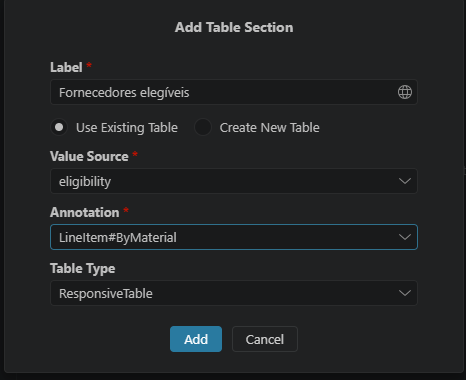 Add Table Section
Label *
Fornecedores elegíveis
Use Existing Table Create New Table
Value Source *
eligibility
Annotation *
LineItem#ByMaterial
Table Type
ResponsiveTable
Add Cancel